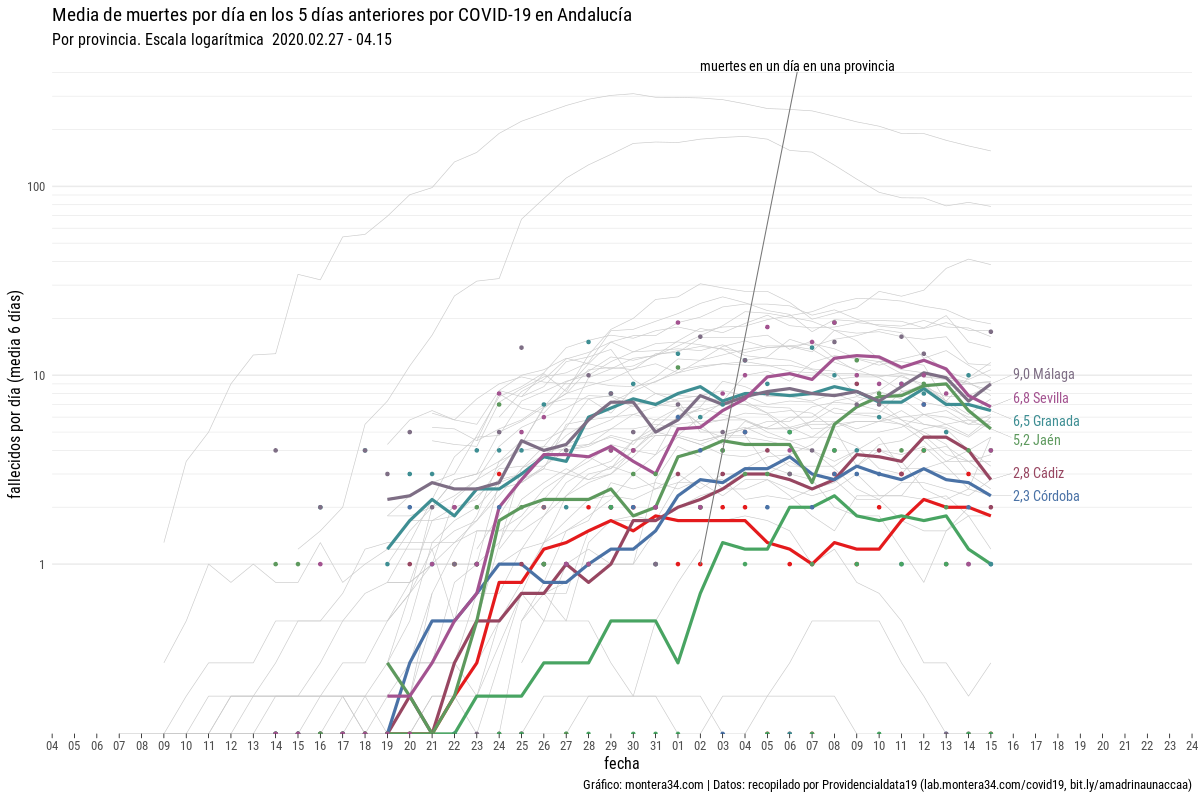 Media de muertes por día en los 5 días anteriores por COVID-19 en Andalucía
Por provincia. Escala logarítmica 2020.02.27 - 04.15
muertes en un día en una provincia
100
10
1
fallecidos por día (media 6 días)
9,0 Málaga
6,8 Sevilla
6,5 Granada
5,2 Jaén
2,8 Cádiz
2,3 Córdoba
04 05 06 07 08 09 10 11 12 13 14 15 16 17 18 19 20 21 22 23 24 25 26 27 28 29 30 31 01 02 03 04 05 06 07 08 09 10 11 12 13 14 15 16 17 18 19 20 21 22 23 24
fecha
Gráfico: montera34.com | Datos: recopilado por Providencialdata19 (lab.montera34.com/covid19, bit.ly/amadrinaunaccaa)